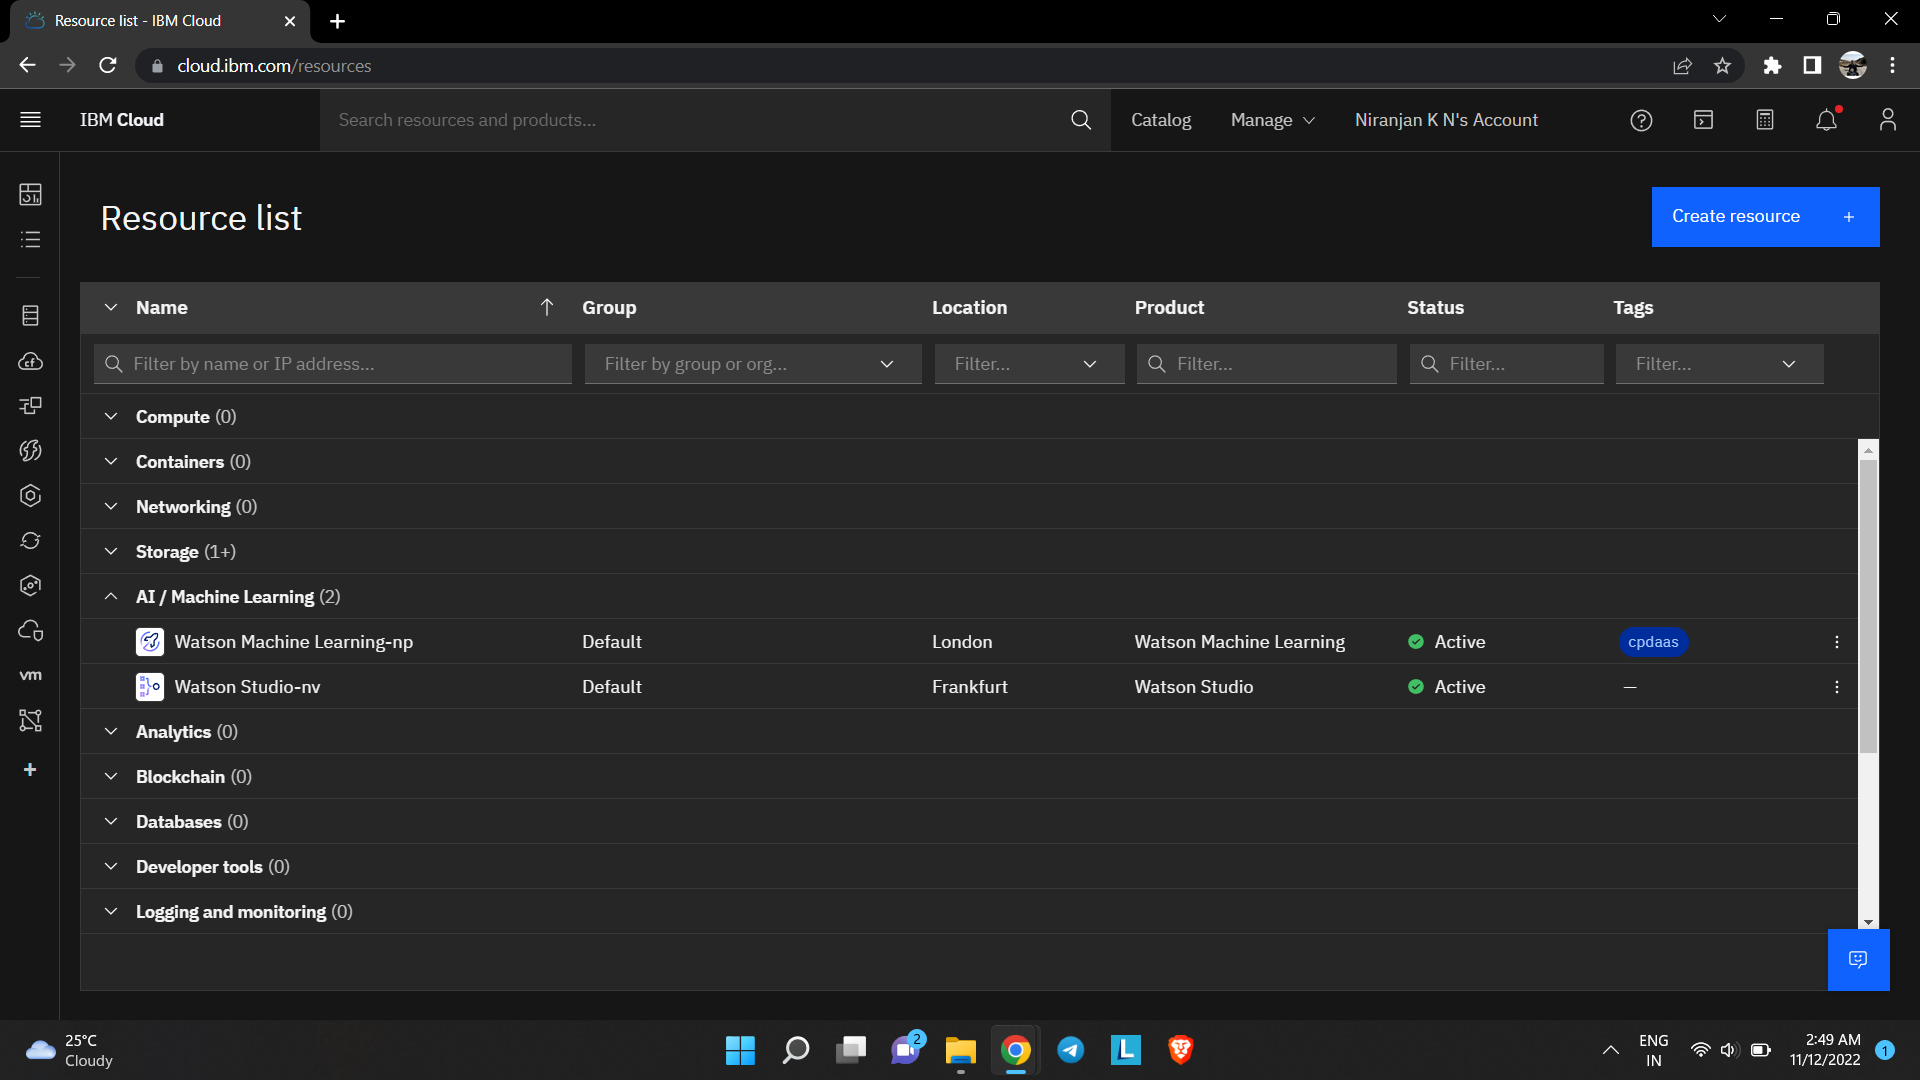 Resource list - IBM Cloud
cloud.ibm.com/resources
IBM Cloud
Search resources and products...
Catalog
Manage
Niranjan K N's Account
Resource list
Create resource +
Name Group Location Product Status Tags
Filter by name or IP address... Filter by group or org... Filter... Filter... Filter... Filter...
Compute (0)
Containers (0)
Networking (0)
Storage (1+)
AI / Machine Learning (2)
Watson Machine Learning-np Default London Watson Machine Learning Active cpdaas
Watson Studio-nv Default Frankfurt Watson Studio Active —
Analytics (0)
Blockchain (0)
Databases (0)
Developer tools (0)
Logging and monitoring (0)
cf
vm
25°C
Cloudy
2
L
ENG
IN
2:49 AM
11/12/2022
1